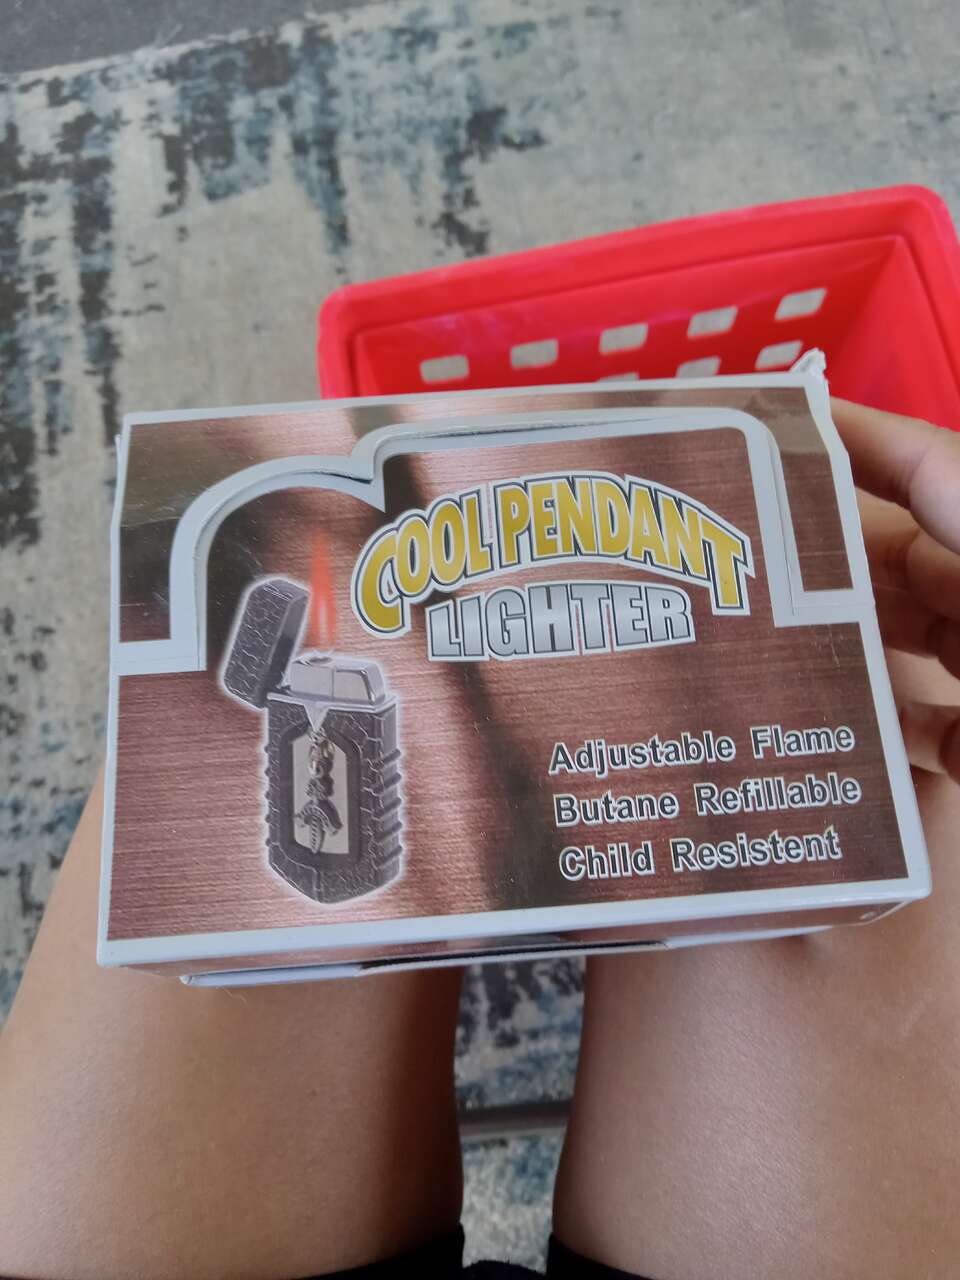 COOL PENDANT
LIGHTER
Adjustable Flame
Butane Refillable
Child Resistent